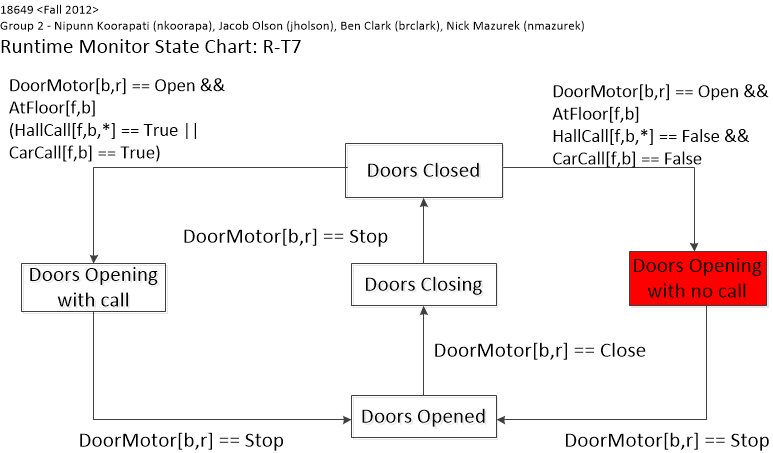 18649 <Fall 2012>
Group 2 - Nipunn Koorapati (nkoorapa), Jacob Olson (jholson), Ben Clark (brclark), Nick Mazurek (nmazurek)
Runtime Monitor State Chart: R-T7
DoorMotor[b,r] == Open &&
AtFloor[f,b]
(HallCall[f,b,*] == True ||
CarCall[f,b] == True)
DoorMotor[b,r] == Open &&
AtFloor[f,b]
HallCall[f,b,*] == False &&
CarCall[f,b] == False
Doors Closed
DoorMotor[b,r] == Stop
Doors Opening
with call
Doors Closing
Doors Opening
with no call
DoorMotor[b,r] == Close
Doors Opened
DoorMotor[b,r] == Stop
DoorMotor[b,r] == Stop